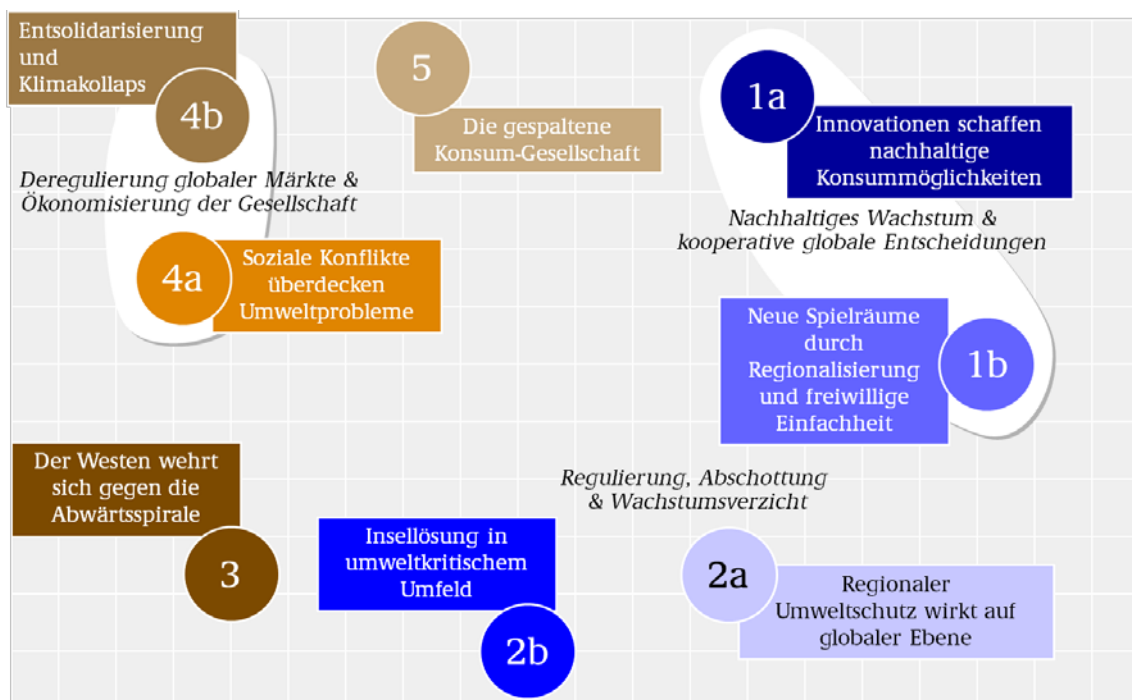 Entsolidarisierung
und
Klimakollaps
4b
5
Die gespaltene
Konsum-Gesellschaft
1a
Innovationen schaffen
nachhaltige
Konsummöglichkeiten
Deregulierung globaler Märkte &
Ökonomisierung der Gesellschaft
Nachhaltiges Wachstum &
kooperative globale Entscheidungen
4a
Soziale Konflikte
überdecken
Umweltprobleme
Neue Spielräume
durch
Regionalisierung
und freiwillige
Einfachheit
1b
Der Westen wehrt
sich gegen die
Abwärtsspirale
3
Regulierung, Abschottung
& Wachstumsverzicht
Insellösung in
umweltkritischem
Umfeld
2b
2a
Regionaler
Umweltschutz wirkt auf
globaler Ebene